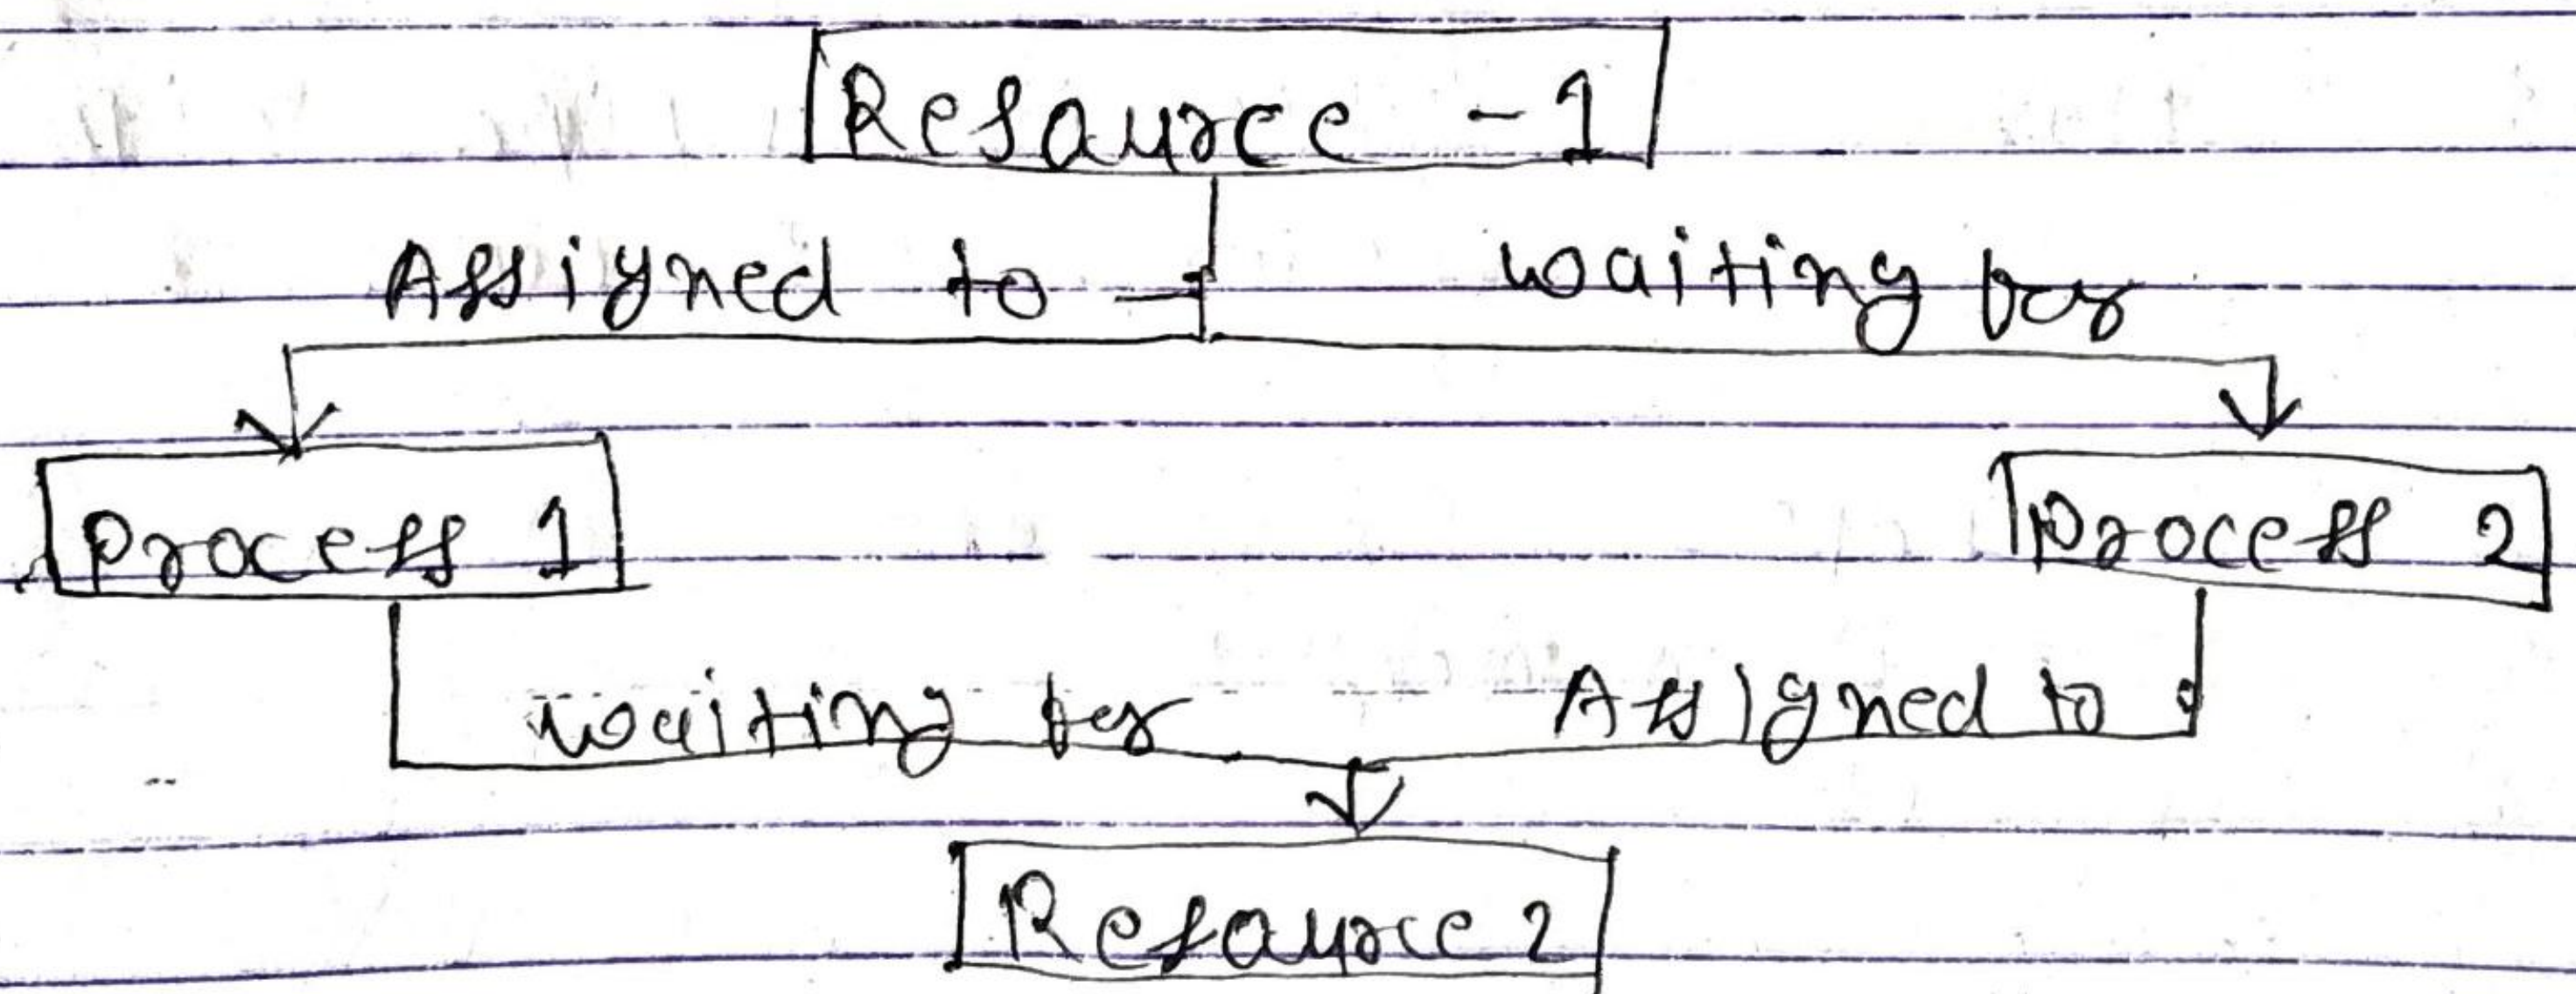 Resource - 1
Assigned to
waiting for
process 1
process 2
waiting for
Assigned to
Resource 2